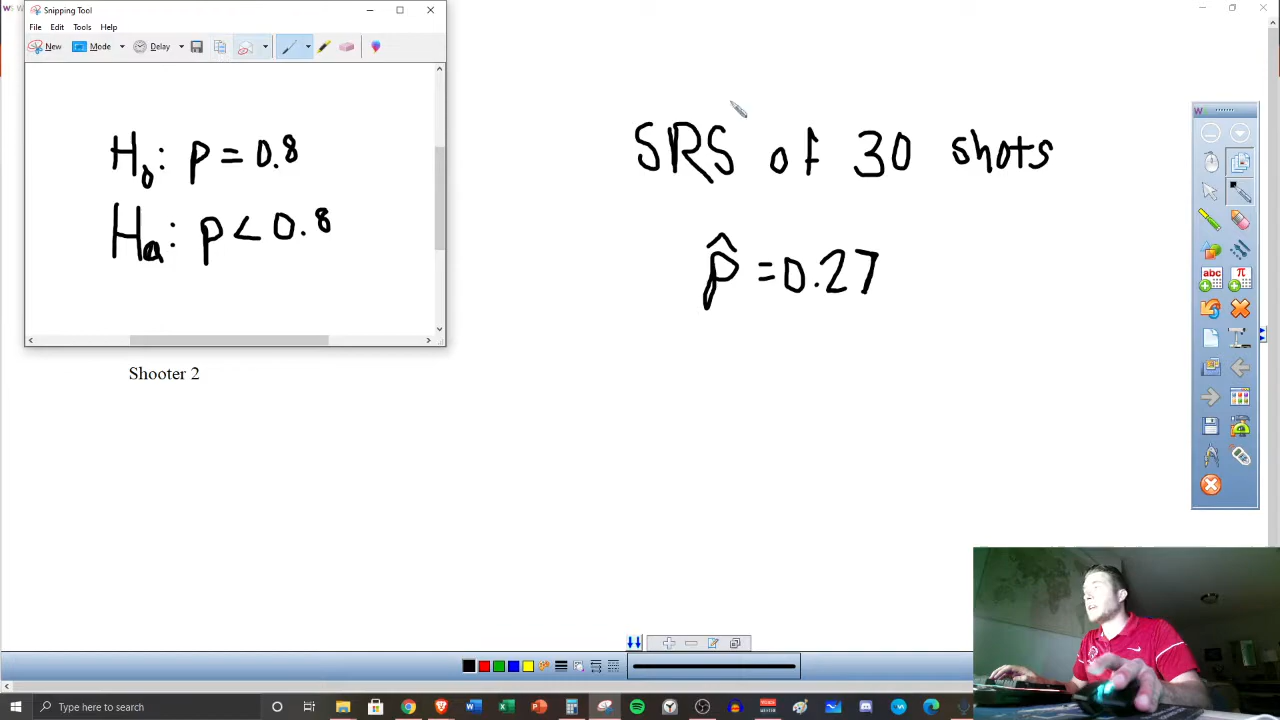 Snipping Tool
File Edit Tools Help
New Mode Delay
H₀: p = 0.8
Hₐ: p < 0.8
SRS of 30 shots
p̂ = 0.27
Shooter 2
abc
π
Type here to search